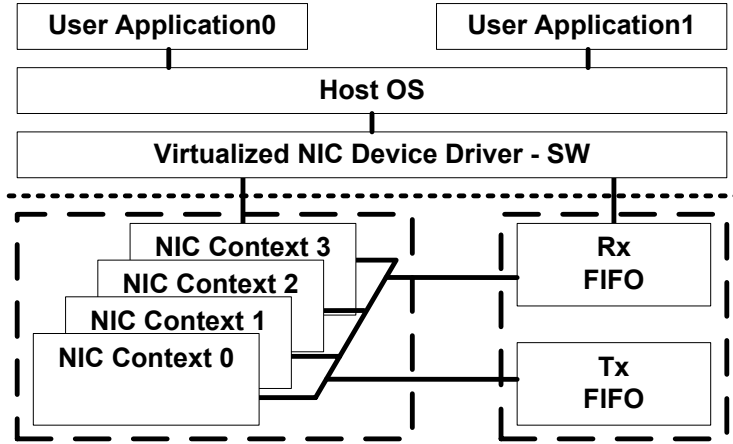 User Application0
User Application1
Host OS
Virtualized NIC Device Driver - SW
NIC Context 3
NIC Context 2
NIC Context 1
NIC Context 0
Rx
FIFO
Tx
FIFO